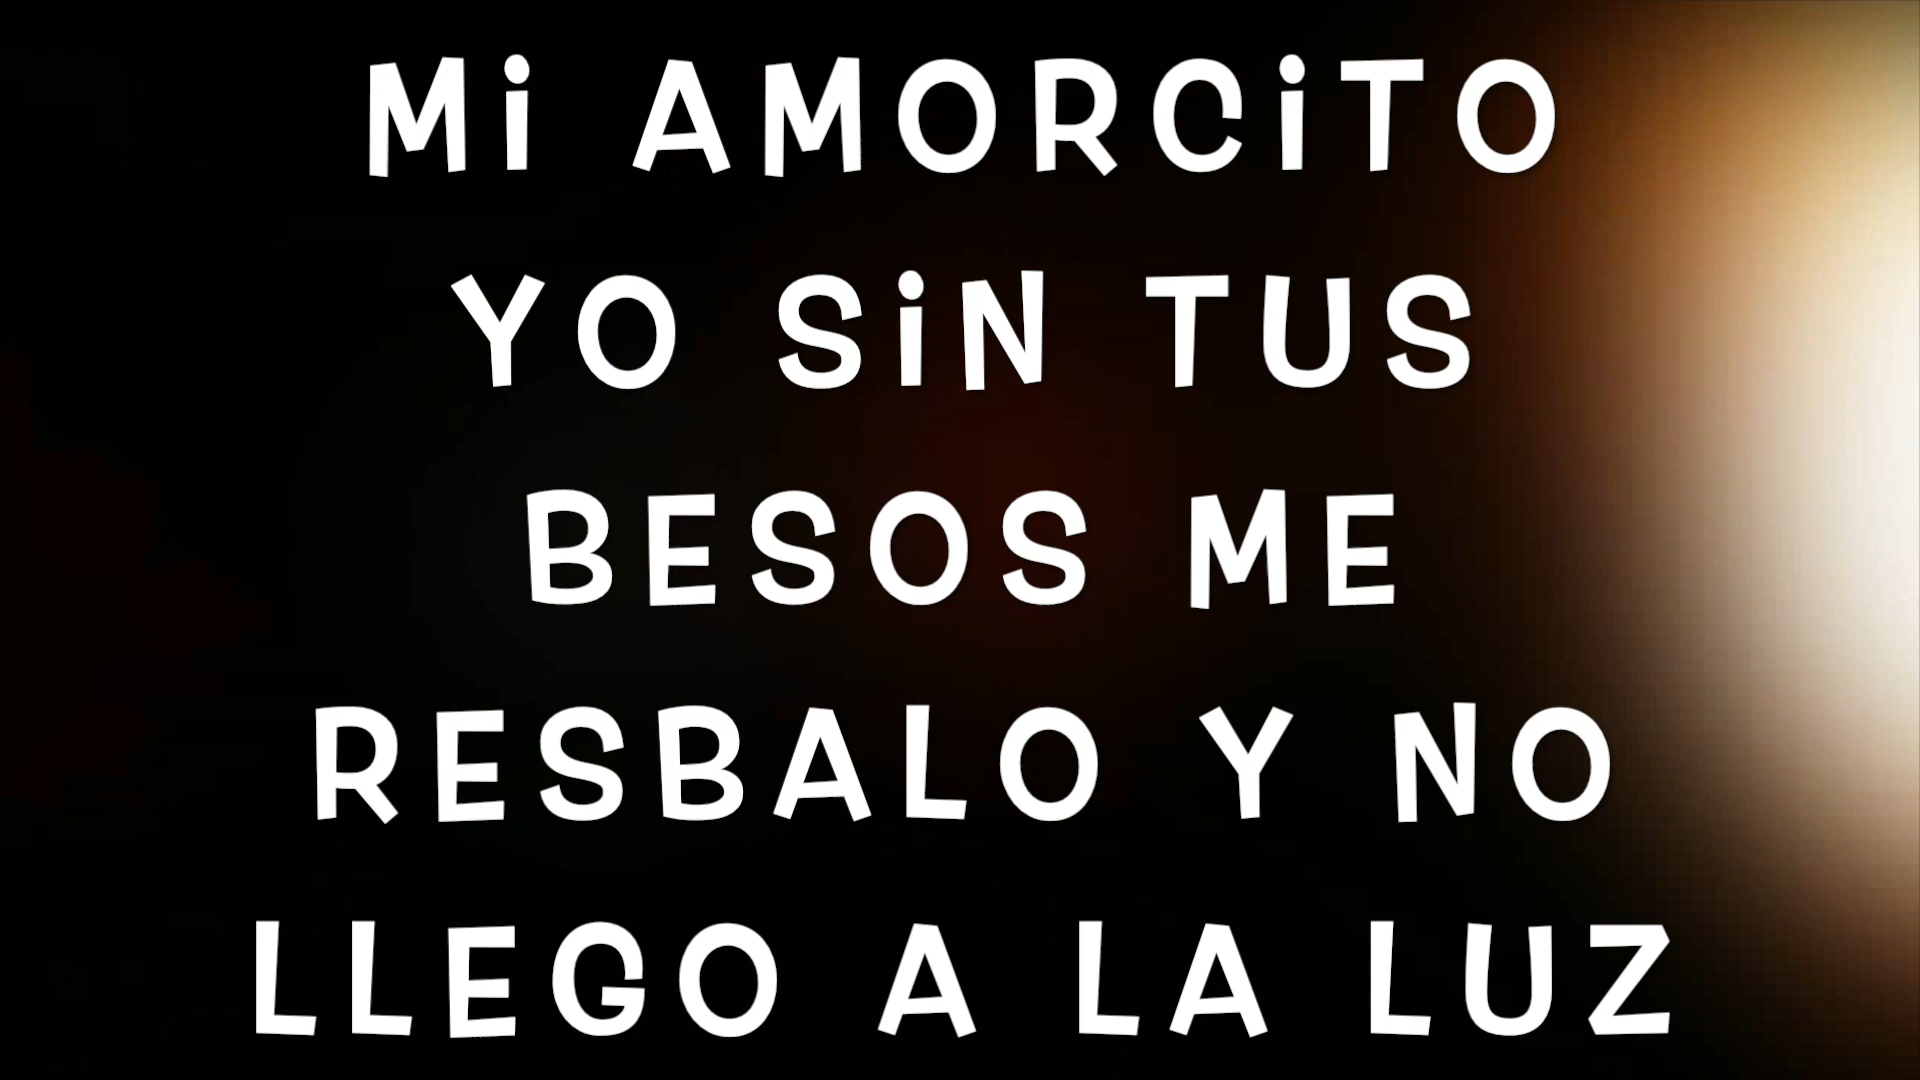 Mi AMORCiTO
YO SiN TUS
BESOS ME
RESBALO Y NO
LLEGO A LA LUZ